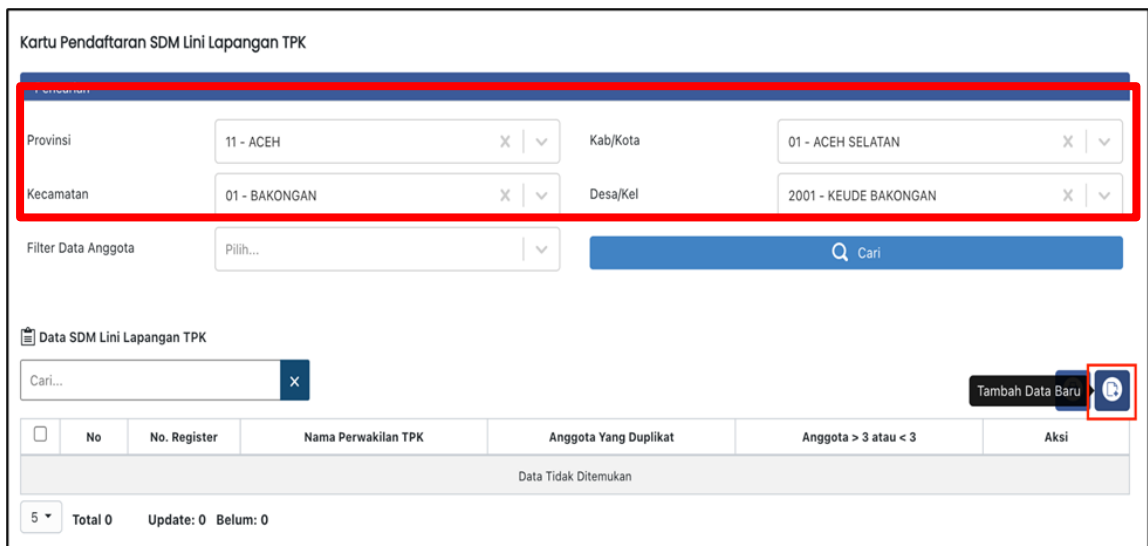 Kartu Pendaftaran SDM Lini Lapangan TPK
Pencarian
Provinsi 11 - ACEH X Kab/Kota 01 - ACEH SELATAN X
Kecamatan 01 - BAKONGAN X Desa/Kel 2001 - KEUDE BAKONGAN X
Filter Data Anggota Pilih... Cari
Data SDM Lini Lapangan TPK
Cari... X
Tambah Data Baru
No No. Register Nama Perwakilan TPK Anggota Yang Duplikat Anggota > 3 atau < 3 Aksi
Data Tidak Ditemukan
5 Total 0 Update: 0 Belum: 0